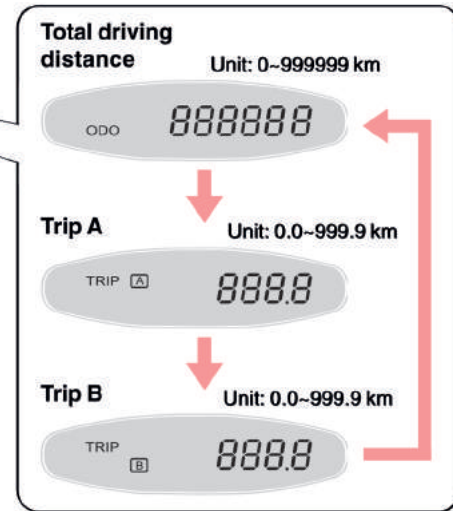 Total driving
distance
Unit: 0~999999 km
ODO 888888
Trip A
Unit: 0.0~999.9 km
TRIP A 888.8
Trip B
Unit: 0.0~999.9 km
TRIP B 888.8